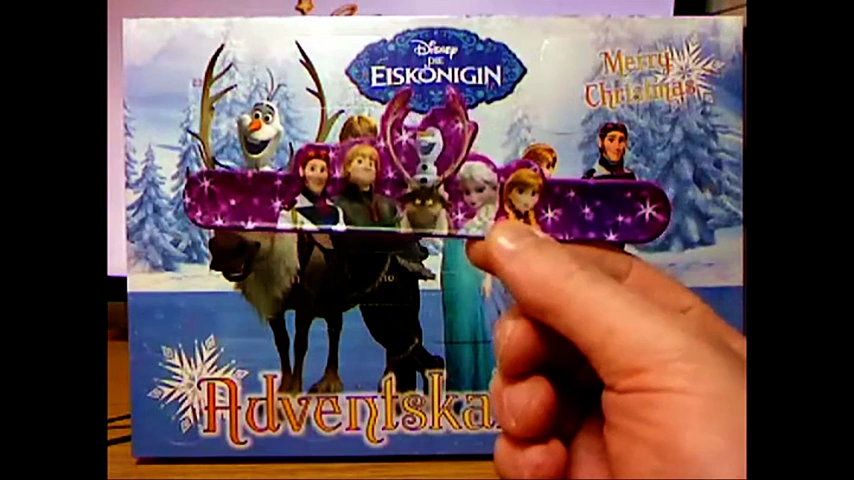 Disney
DIE
EISKÖNIGIN
Merry
Christmas
Adventska